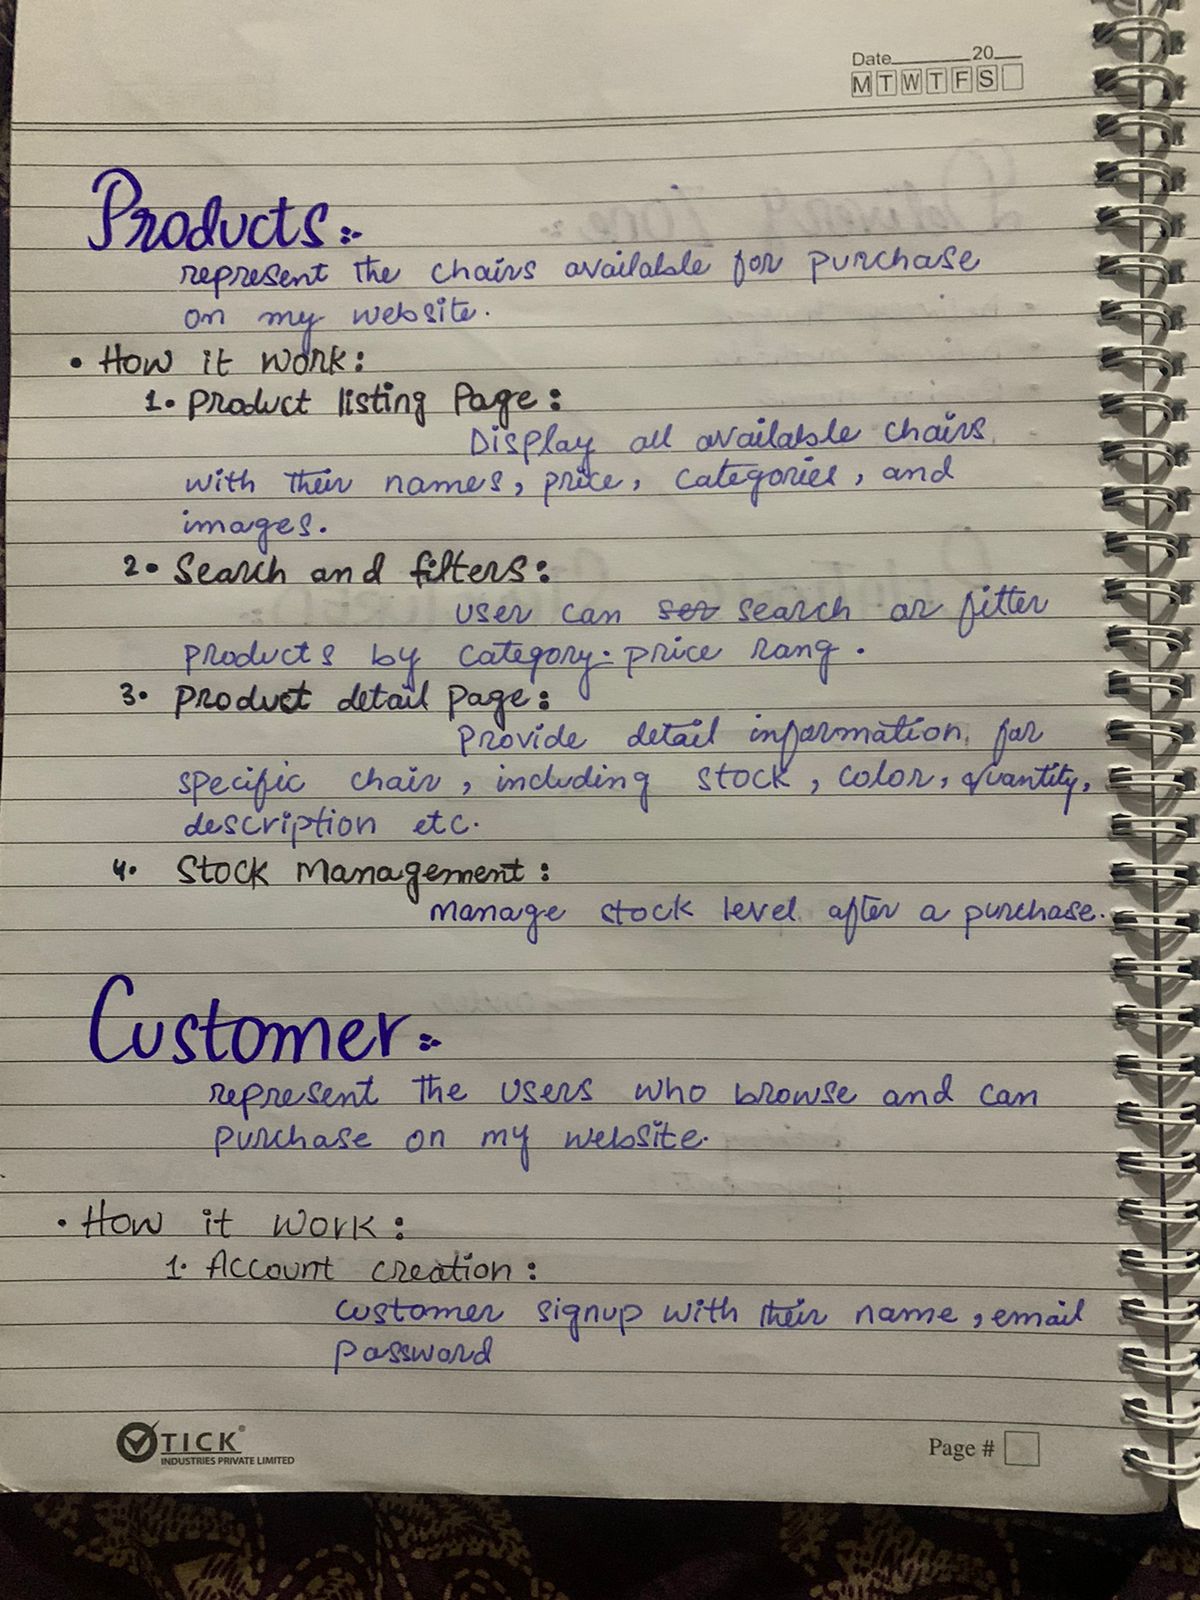 Date 20
M T W T F S
Products:-
represent the chairs available for purchase
on my website.
• How it work:
1. Product listing Page:
Display all available chairs
with their names, price, categories, and
images.
2. Search and filters:
user can ser search or fitter
products by category. price rang.
3. Product detail page:
Provide detail information, for
specific chair, including stock, color, quantity,
description etc.
4. Stock Management:
manage stock level after a purchase.
Customer:-
represent the users who browse and can
purchase on my website.
• How it work:
1. Account creation:
customer signup with their name, email
password
TICK®
INDUSTRIES PRIVATE LIMITED
Page #